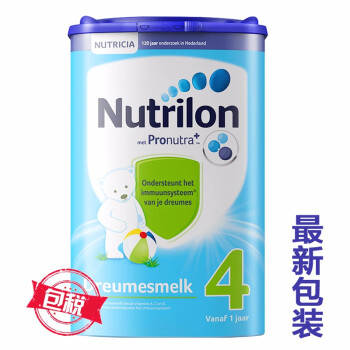 NUTRICIA
120 jaar onderzoek in Nederland
Nutrilon
met Pronutra+
TM
Ondersteunt het
immuunsysteem*
van je dreumes
最新包装
包税
Dreumesmelk
4
Vanaf 1 jaar